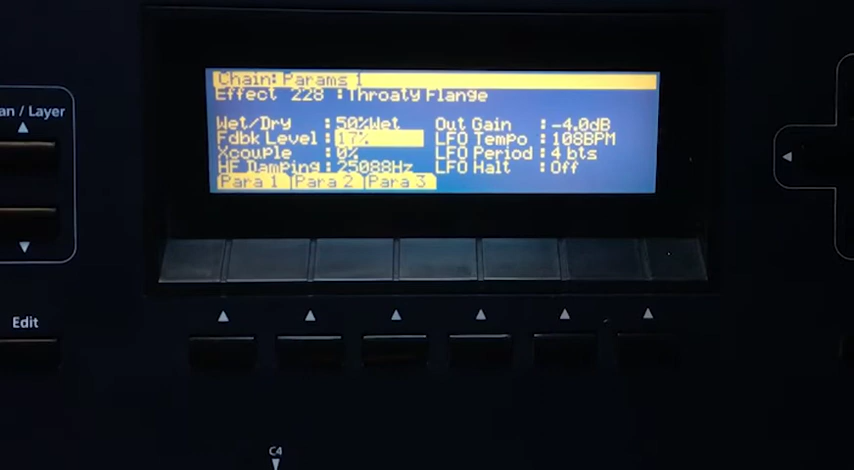 Chain: Params 1
Effect 228 :Throaty Flange
Wet/Dry :50%Wet Out Gain :-4.0dB
Fdbk Level :17% LFO Tempo :108BPM
Xcouple :0% LFO Period :4 bts
HF Damping:25088Hz LFO Halt :Off
Para 1 Para 2 Para 3
an / Layer
Edit
C4